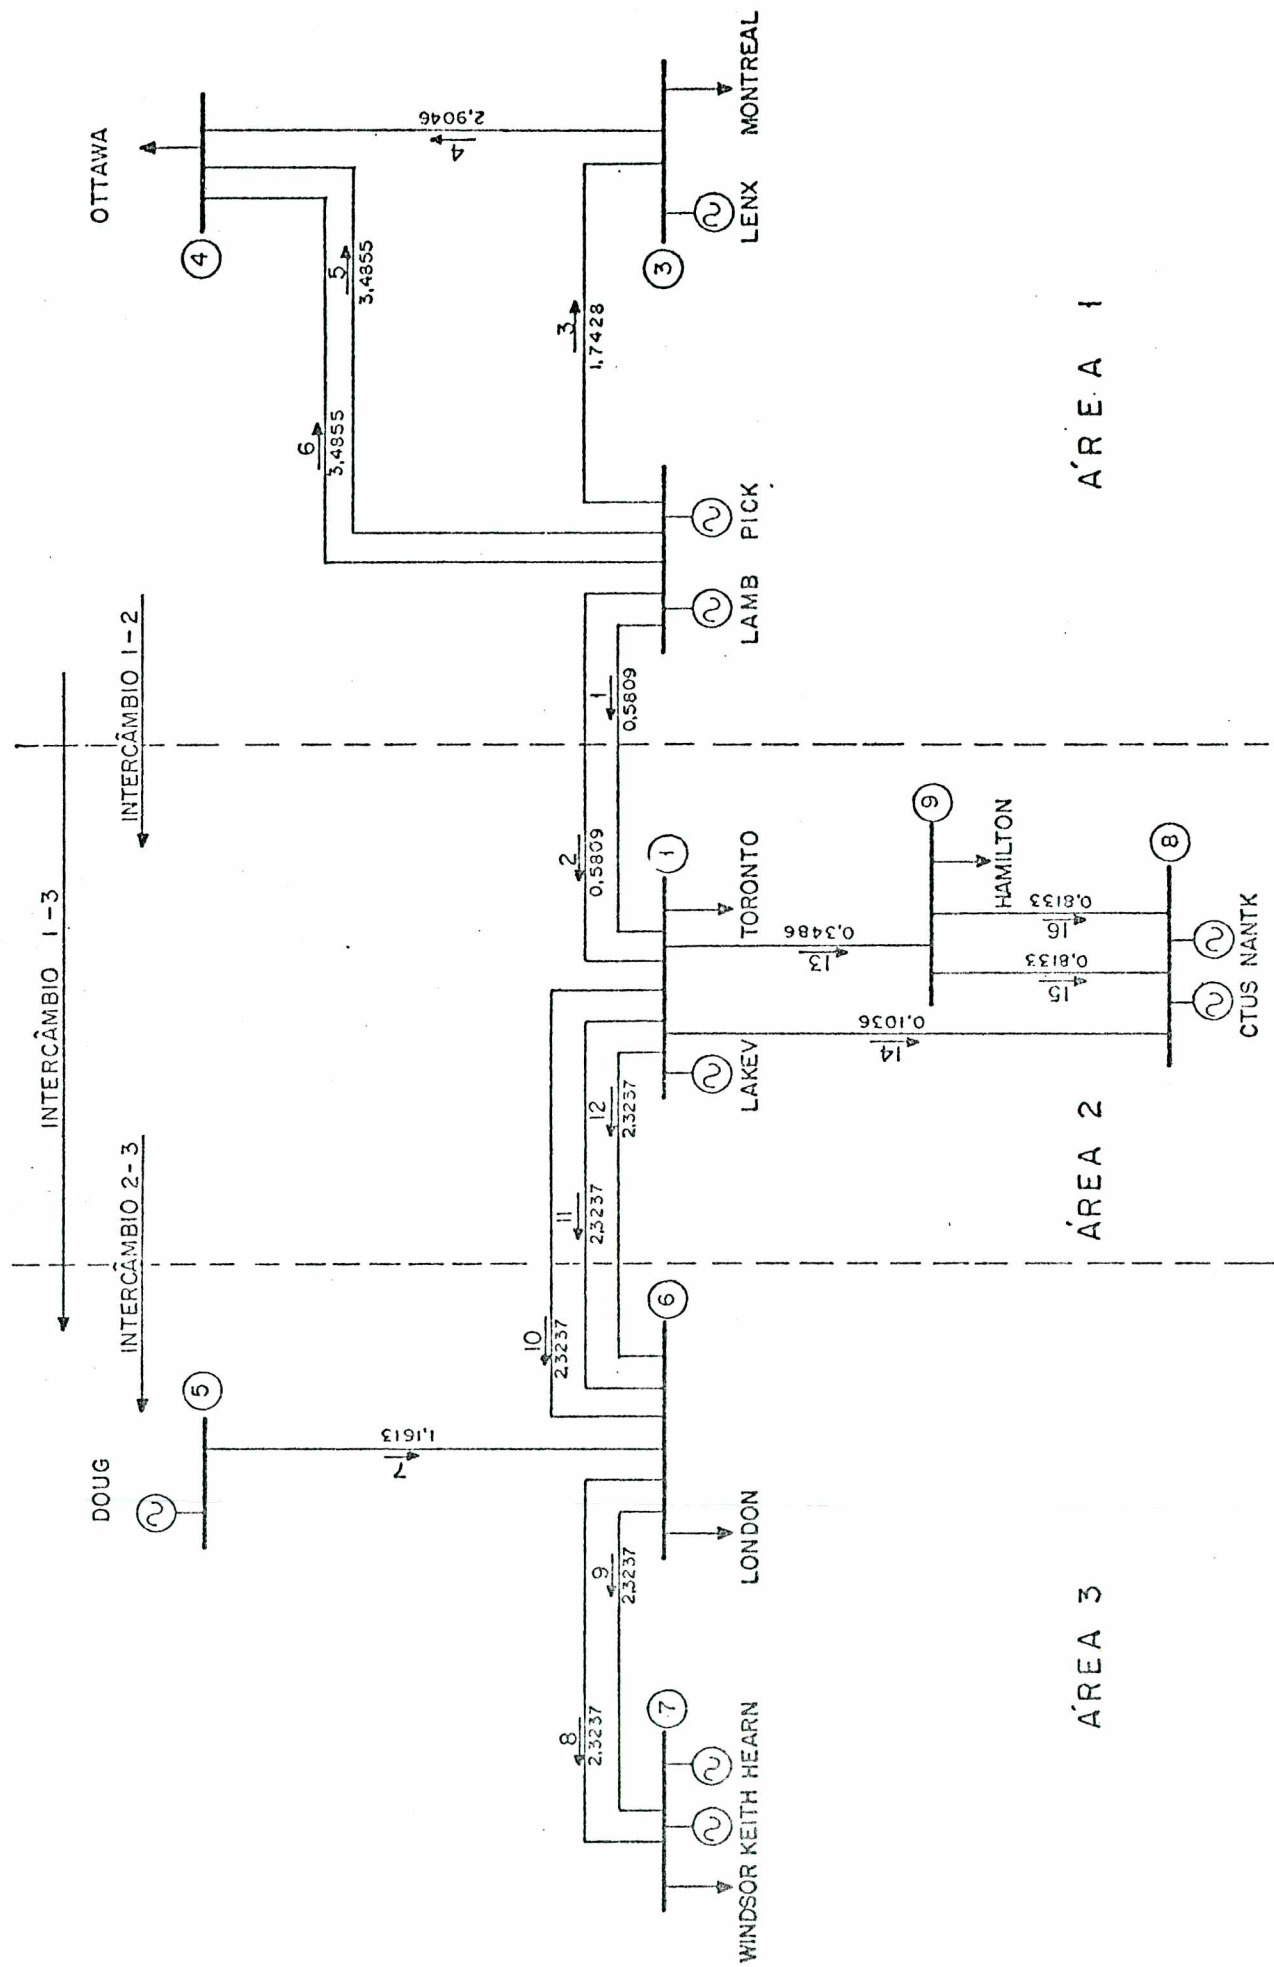 INTERCÂMBIO 1-3
INTERCÂMBIO 2-3
INTERCÂMBIO 1-2
DOUG
5
OTTAWA
4
7
1,1613
6
3,4855
5
3,4855
4
2,9046
8
2,3237
9
2,3237
10
2,3237
11
2,3237
12
2,3237
2
0,5809
1
0,5809
3
1,7428
7
6
1
3
WINDSOR
KEITH
HEARN
LONDON
LAKEV
TORONTO
LAMB
PICK
LENX
MONTREAL
13
0,3486
14
0,1036
9
HAMILTON
15
0,8133
16
0,8133
8
CTUS
NANTK
ÁREA 3
ÁREA 2
ÁREA 1